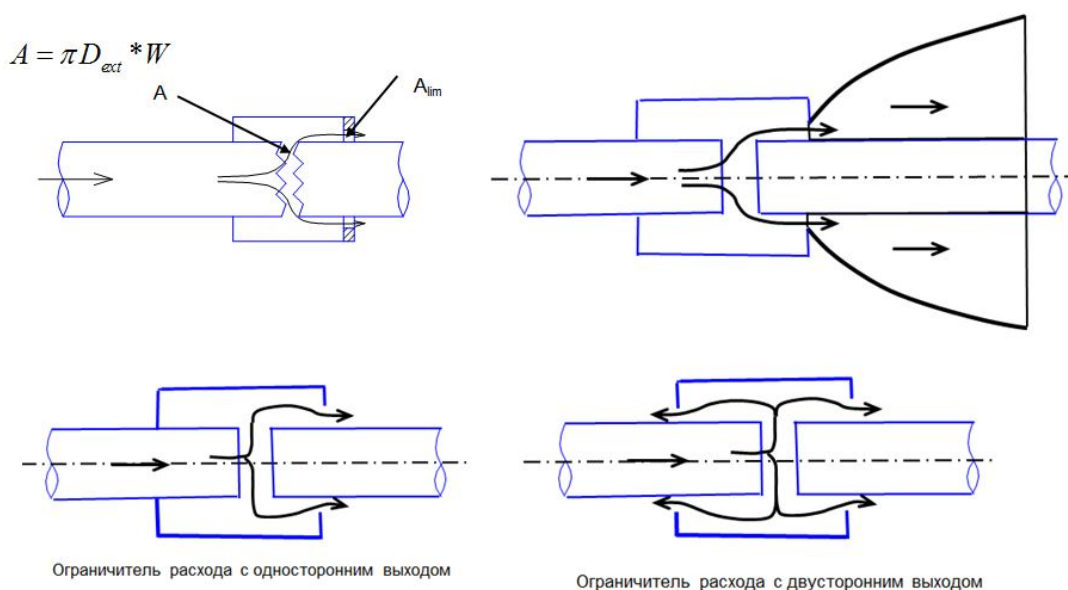 A = πD_ext *W
A
A_lim
Ограничитель расхода с односторонним выходом
Ограничитель расхода с двусторонним выходом